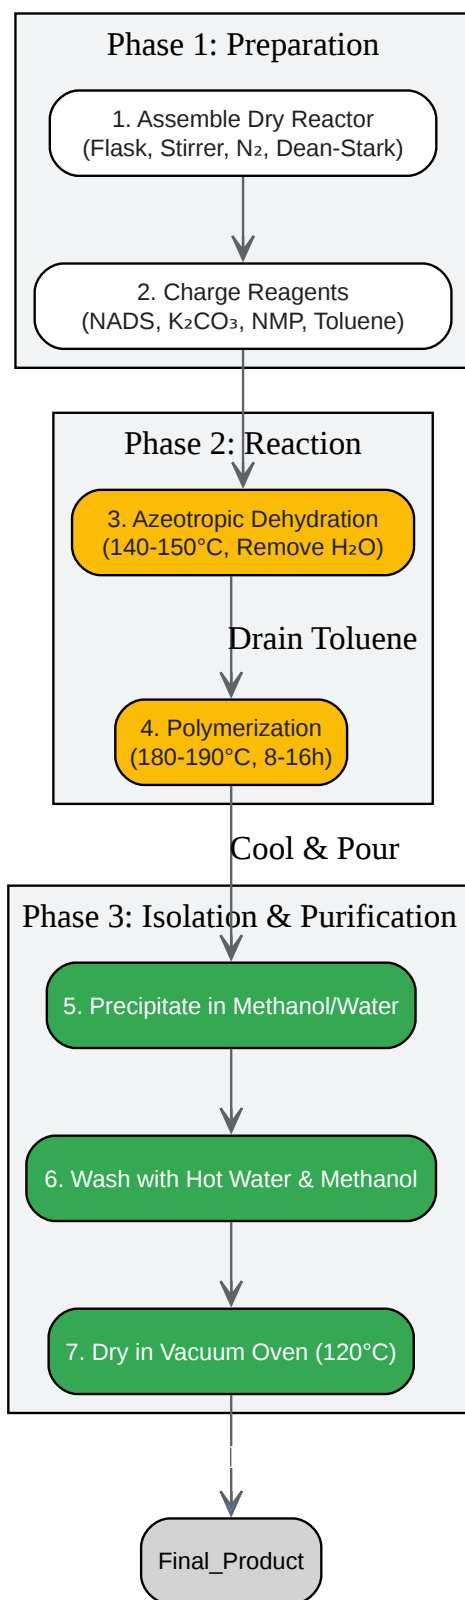 Phase 1: Preparation
1. Assemble Dry Reactor
(Flask, Stirrer, N₂, Dean-Stark)
2. Charge Reagents
(NADS, K₂CO₃, NMP, Toluene)
Phase 2: Reaction
3. Azeotropic Dehydration
(140-150°C, Remove H₂O)
Drain Toluene
4. Polymerization
(180-190°C, 8-16h)
Cool & Pour
Phase 3: Isolation & Purification
5. Precipitate in Methanol/Water
6. Wash with Hot Water & Methanol
7. Dry in Vacuum Oven (120°C)
Final_Product